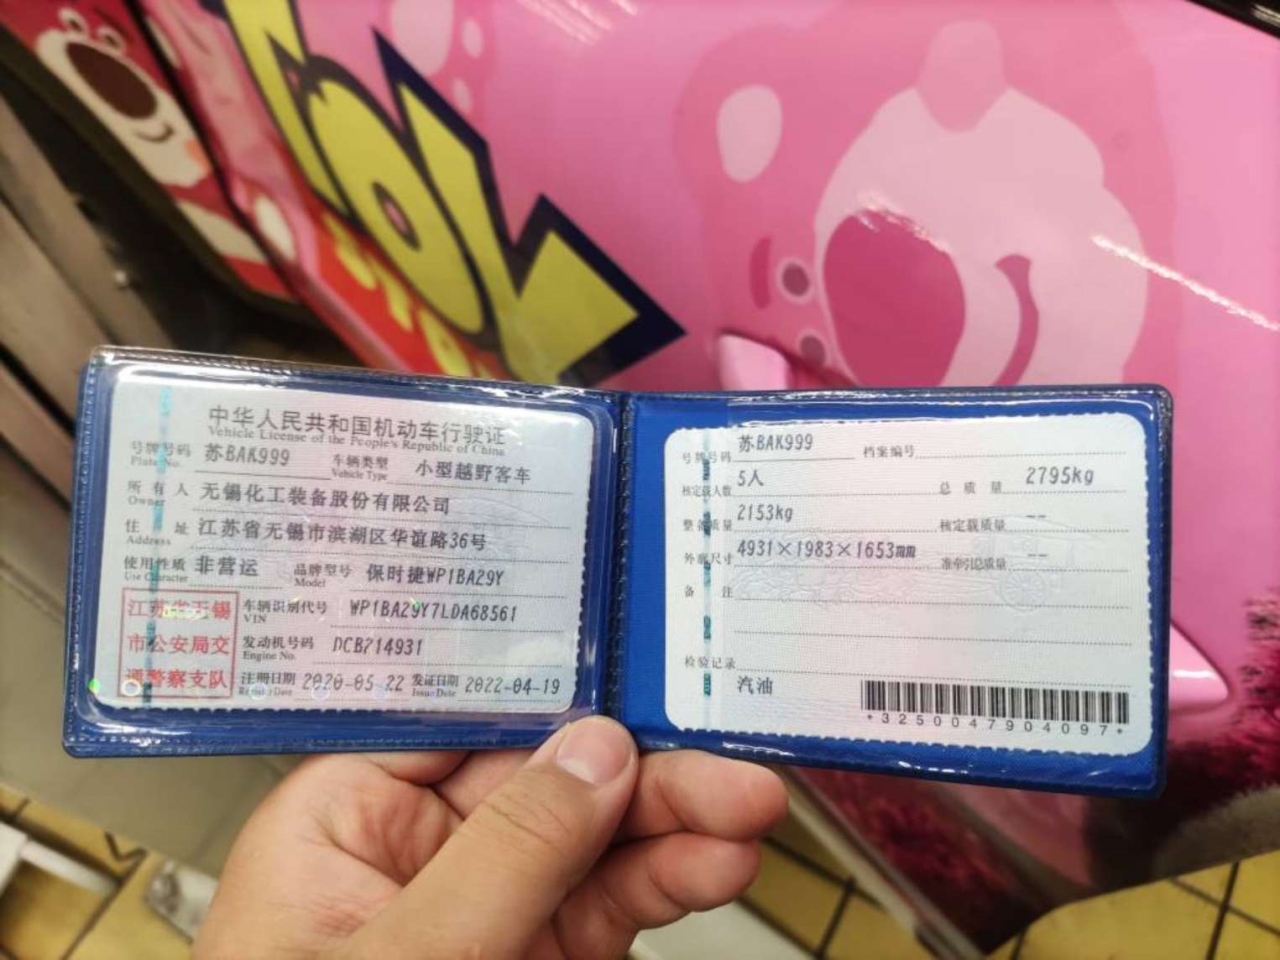 中华人民共和国机动车行驶证
Vehicle License of the People's Republic of China
号牌号码 Plate No. 苏BAK999 车辆类型 Vehicle Type 小型越野客车
所有人 Owner 无锡化工装备股份有限公司
住址 Address 江苏省无锡市滨湖区华谊路36号
使用性质 Use Character 非营运 品牌型号 Model 保时捷WP1BA29Y
江苏省无锡
市公安局交
通警察支队
车辆识别代号 VIN WP1BA29Y7LDA68561
发动机号码 Engine No. DCB214931
注册日期 Register Date 2020-05-22 发证日期 Issue Date 2022-04-19
号牌号码 苏BAK999 档案编号
核定载人数 5人 总质量 2795kg
整备质量 2153kg 核定载质量 --
外廓尺寸 4931×1983×1653mm 准牵引总质量 --
备注
检验记录
汽油
*3250047904097*